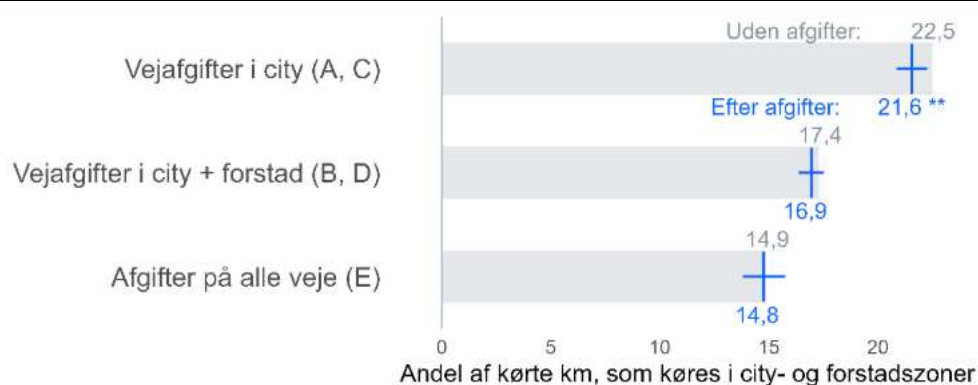 Uden afgifter: 22,5
Vejafgifter i city (A, C)
Efter afgifter: 21,6 **
17,4
Vejafgifter i city + forstad (B, D)
16,9
14,9
Afgifter på alle veje (E)
14,8
0 5 10 15 20
Andel af kørte km, som køres i city- og forstadszoner